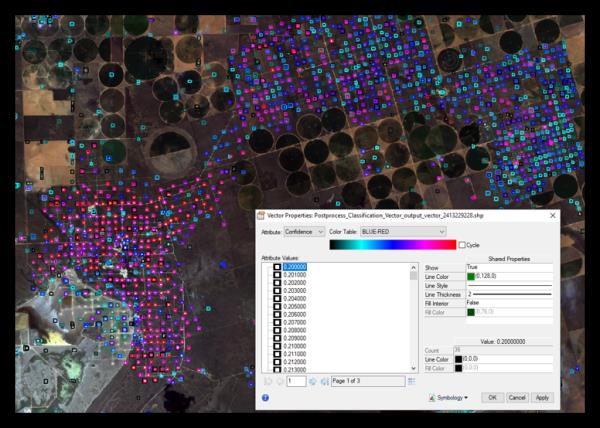 Vector Properties: Postprocess_Classification_Vector_output_vector_2413229228.shp
Attribute: Confidence Color Table: BLUE-RED
Cycle
Attribute Values: Shared Properties
0.200000 Show True
0.201000 Line Color (0,128,0)
0.202000 Line Style
0.203000 Line Thickness 2
0.204000 Fill Interior False
0.205000 Fill Color (0,76,0)
0.206000
0.207000
0.208000
0.209000 Value: 0.20000000
0.210000 Count 36
0.211000 Line Color (0,0,0)
0.212000 Fill Color (0,0,0)
0.213000
1 Page 1 of 3
Symbology OK Cancel Apply